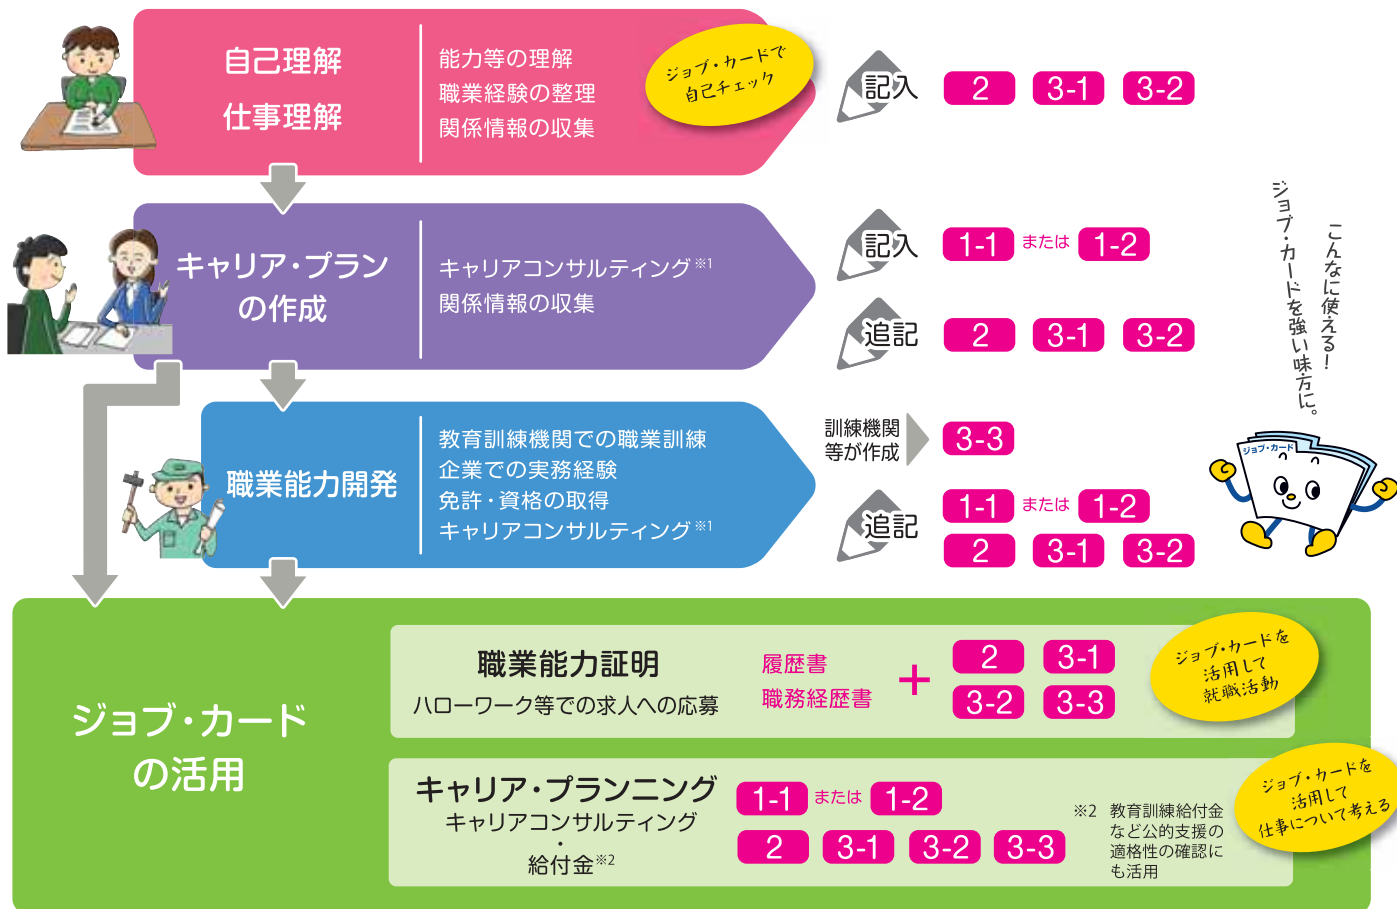 自己理解
仕事理解
能力等の理解
職業経験の整理
関係情報の収集
ジョブ・カードで
自己チェック
記入
2 3-1 3-2
キャリア・プラン
の作成
キャリアコンサルティング※1
関係情報の収集
記入
1-1 または 1-2
追記
2 3-1 3-2
こんなに使える！
ジョブ・カードを強い味方に。
職業能力開発
教育訓練機関での職業訓練
企業での実務経験
免許・資格の取得
キャリアコンサルティング※1
訓練機関
等が作成
3-3
追記
1-1 または 1-2
2 3-1 3-2
ジョブ・カード
ジョブ・カード
の活用
職業能力証明
ハローワーク等での求人への応募
履歴書
職務経歴書
+
2 3-1
3-2 3-3
ジョブ・カードを
活用して
就職活動
キャリア・プランニング
キャリアコンサルティング
・
給付金※2
1-1 または 1-2
2 3-1 3-2 3-3
※2 教育訓練給付金
など公的支援の
適格性の確認に
も活用
ジョブ・カードを
活用して
仕事について考える